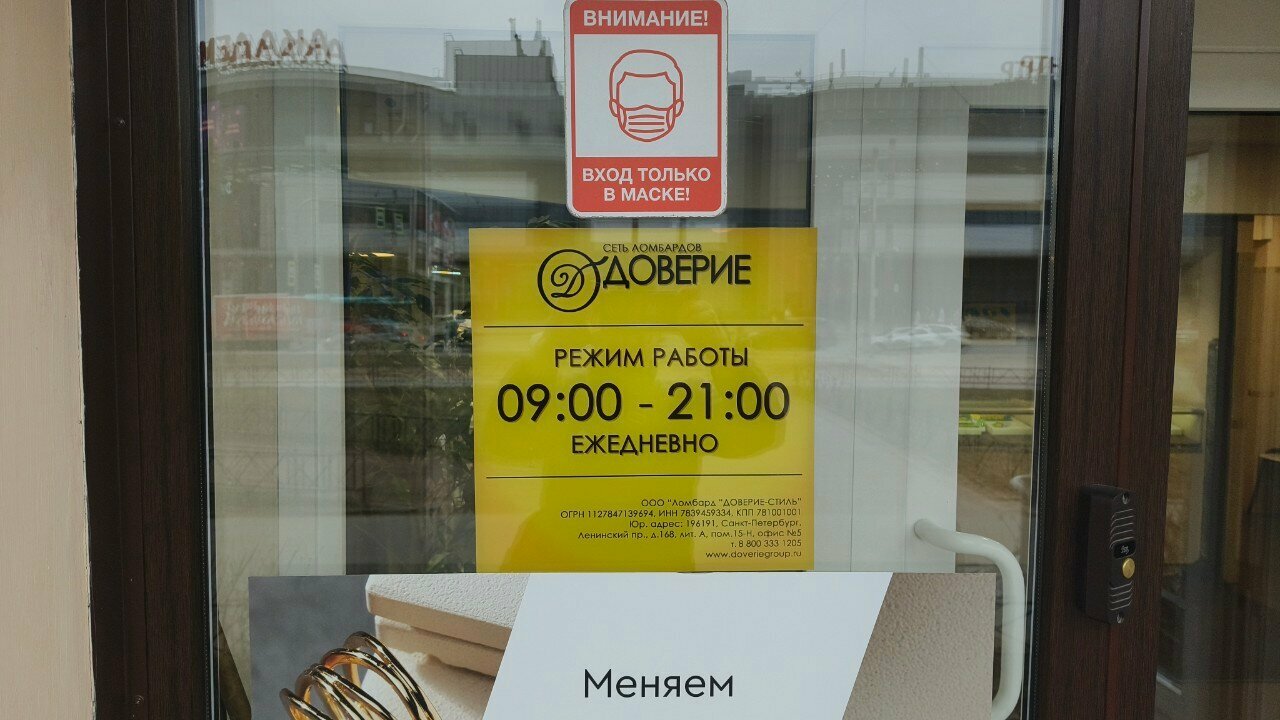 ВНИМАНИЕ!
ВХОД ТОЛЬКО
В МАСКЕ!
СЕТЬ ЛОМБАРДОВ
ДОВЕРИЕ
РЕЖИМ РАБОТЫ
09:00 - 21:00
ЕЖЕДНЕВНО
ООО "Ломбард "ДОВЕРИЕ-СТИЛЬ"
ОГРН 1127847139694, ИНН 7839459334, КПП 781001001
Юр. адрес: 196191, Санкт-Петербург,
Ленинский пр., д.168, лит. А, пом.15-Н, офис №5
т. 8 800 333 1205
www.doveriegroup.ru
Меняем